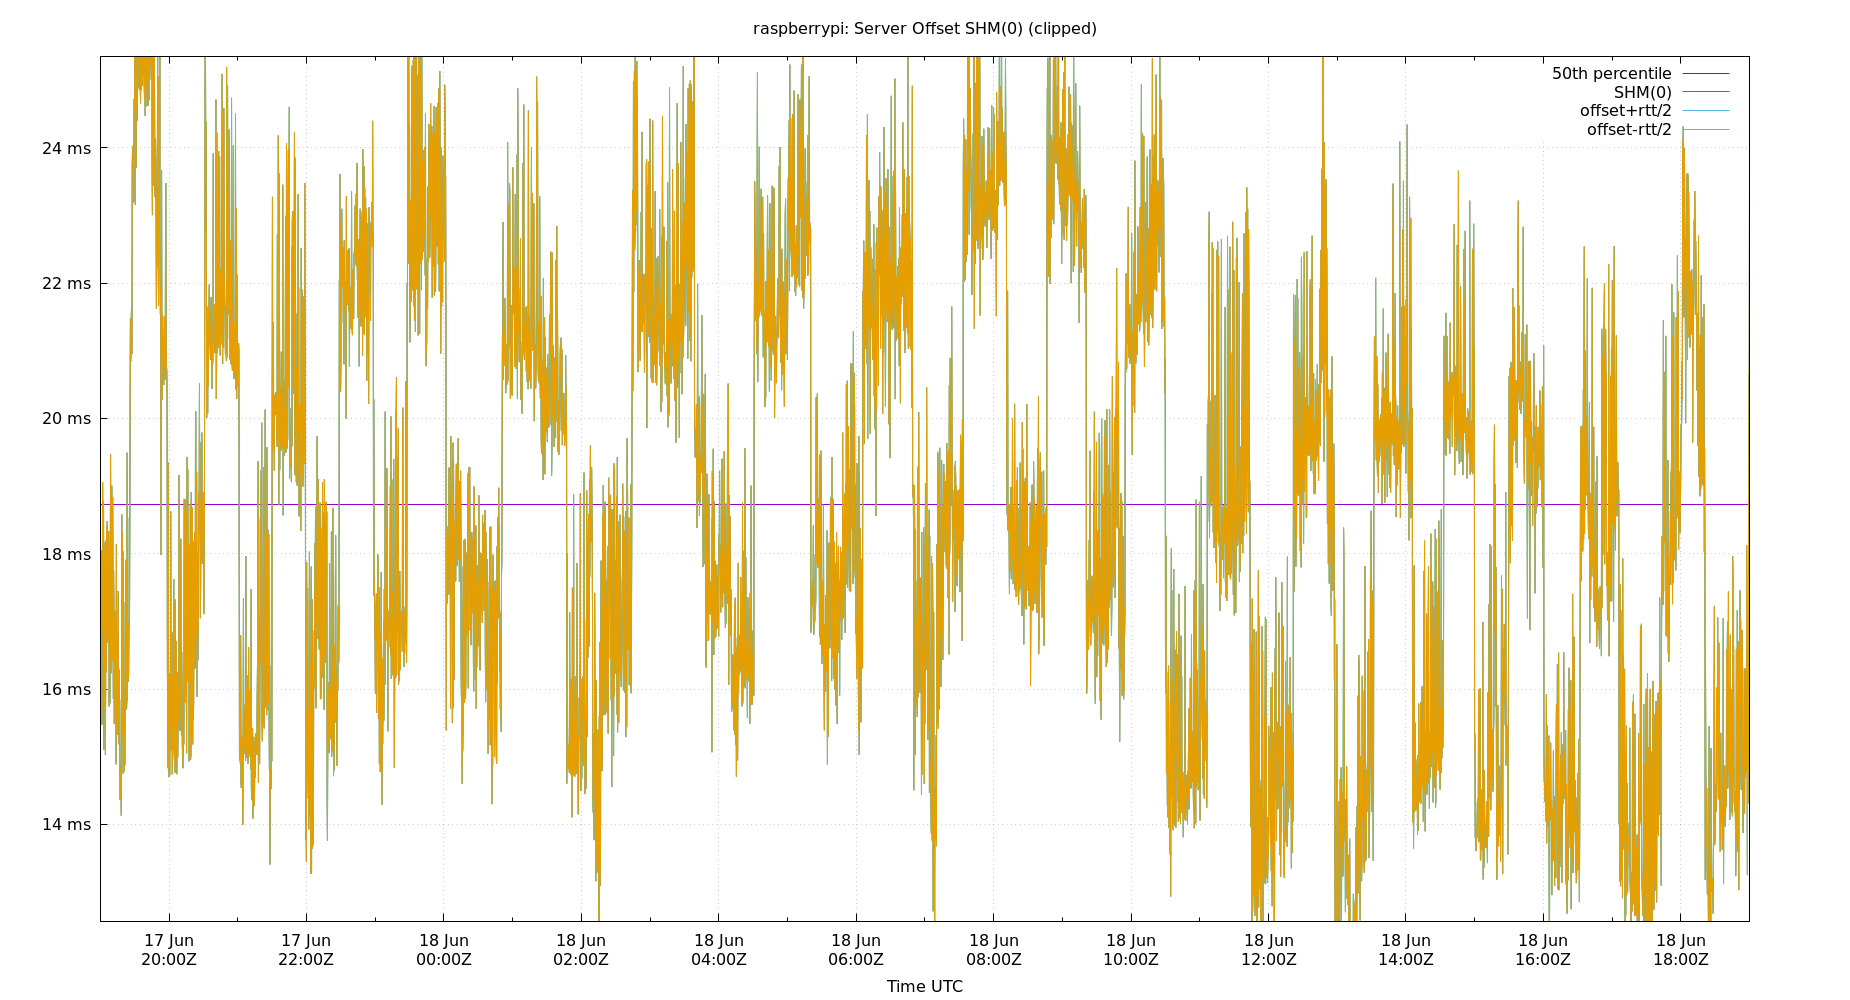 raspberrypi: Server Offset SHM(0) (clipped)
50th percentile
SHM(0)
offset+rtt/2
offset-rtt/2
24 ms
22 ms
20 ms
18 ms
16 ms
14 ms
17 Jun 17 Jun 18 Jun 18 Jun 18 Jun 18 Jun 18 Jun 18 Jun 18 Jun 18 Jun 18 Jun 18 Jun
20:00Z 22:00Z 00:00Z 02:00Z 04:00Z 06:00Z 08:00Z 10:00Z 12:00Z 14:00Z 16:00Z 18:00Z
Time UTC